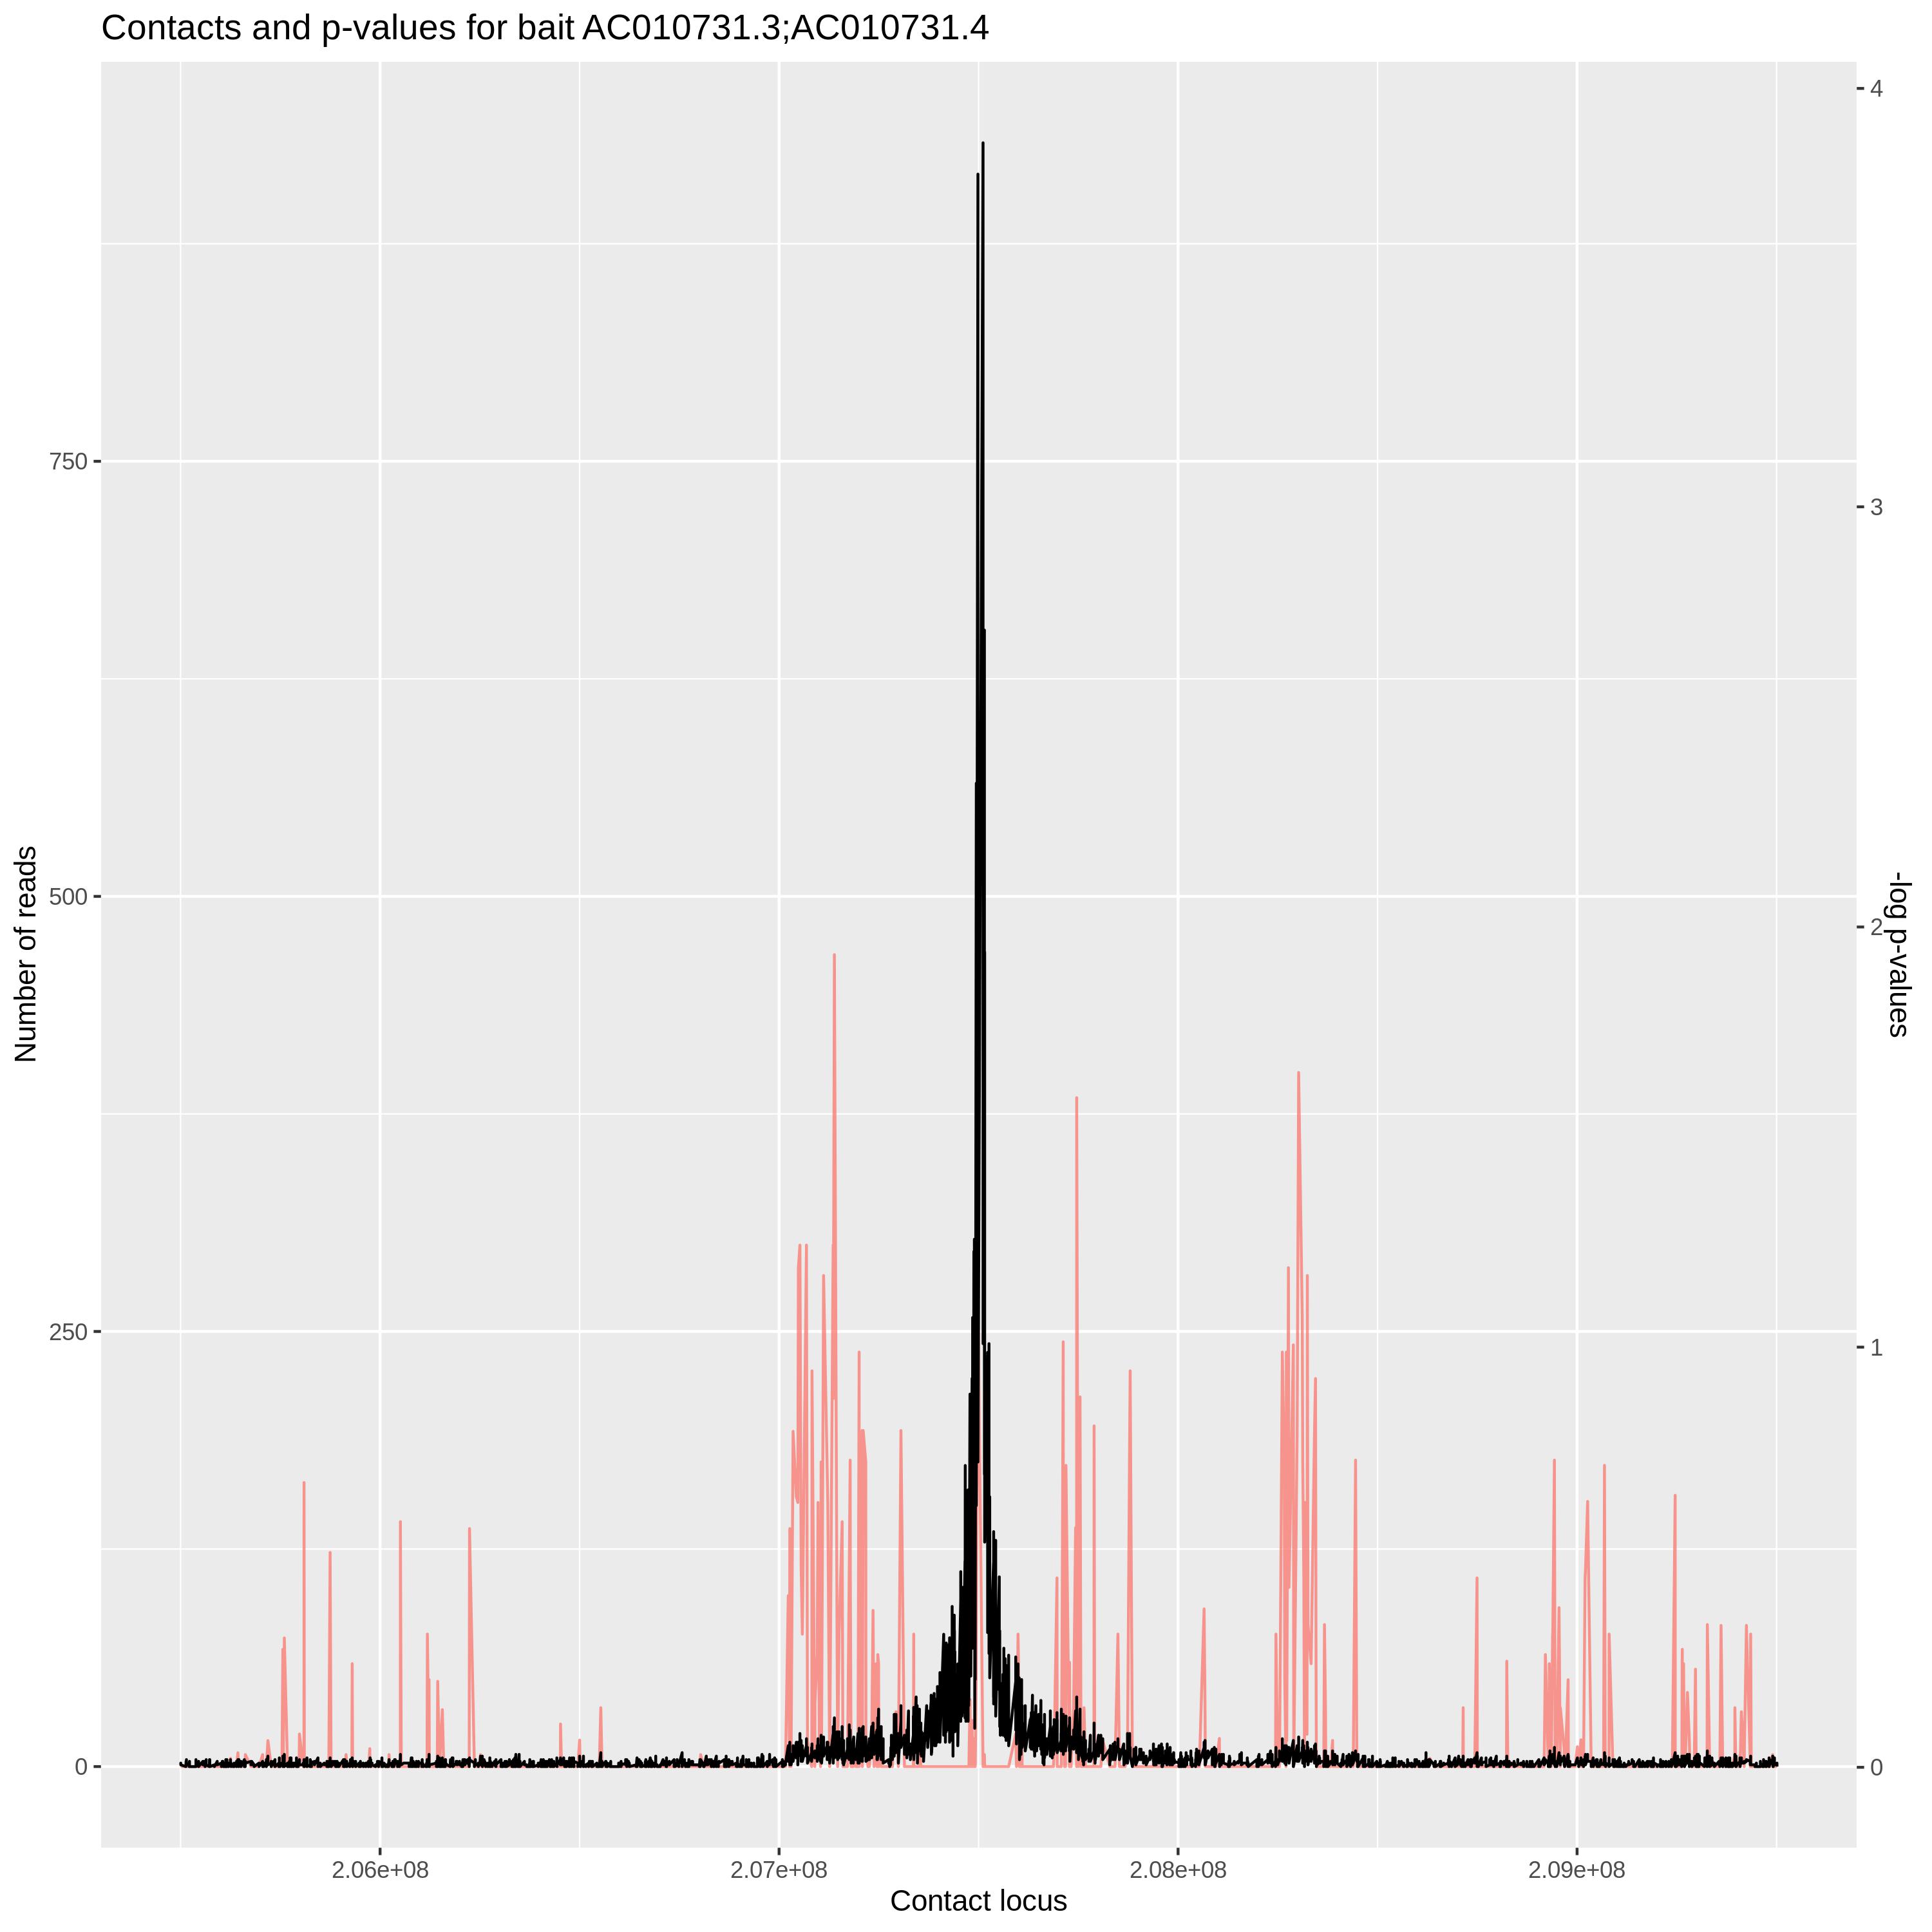 Contacts and p-values for bait AC010731.3;AC010731.4
Number of reads
750
500
250
0
4
3
2
1
0
-log p-values
2.06e+08 2.07e+08 2.08e+08 2.09e+08
Contact locus